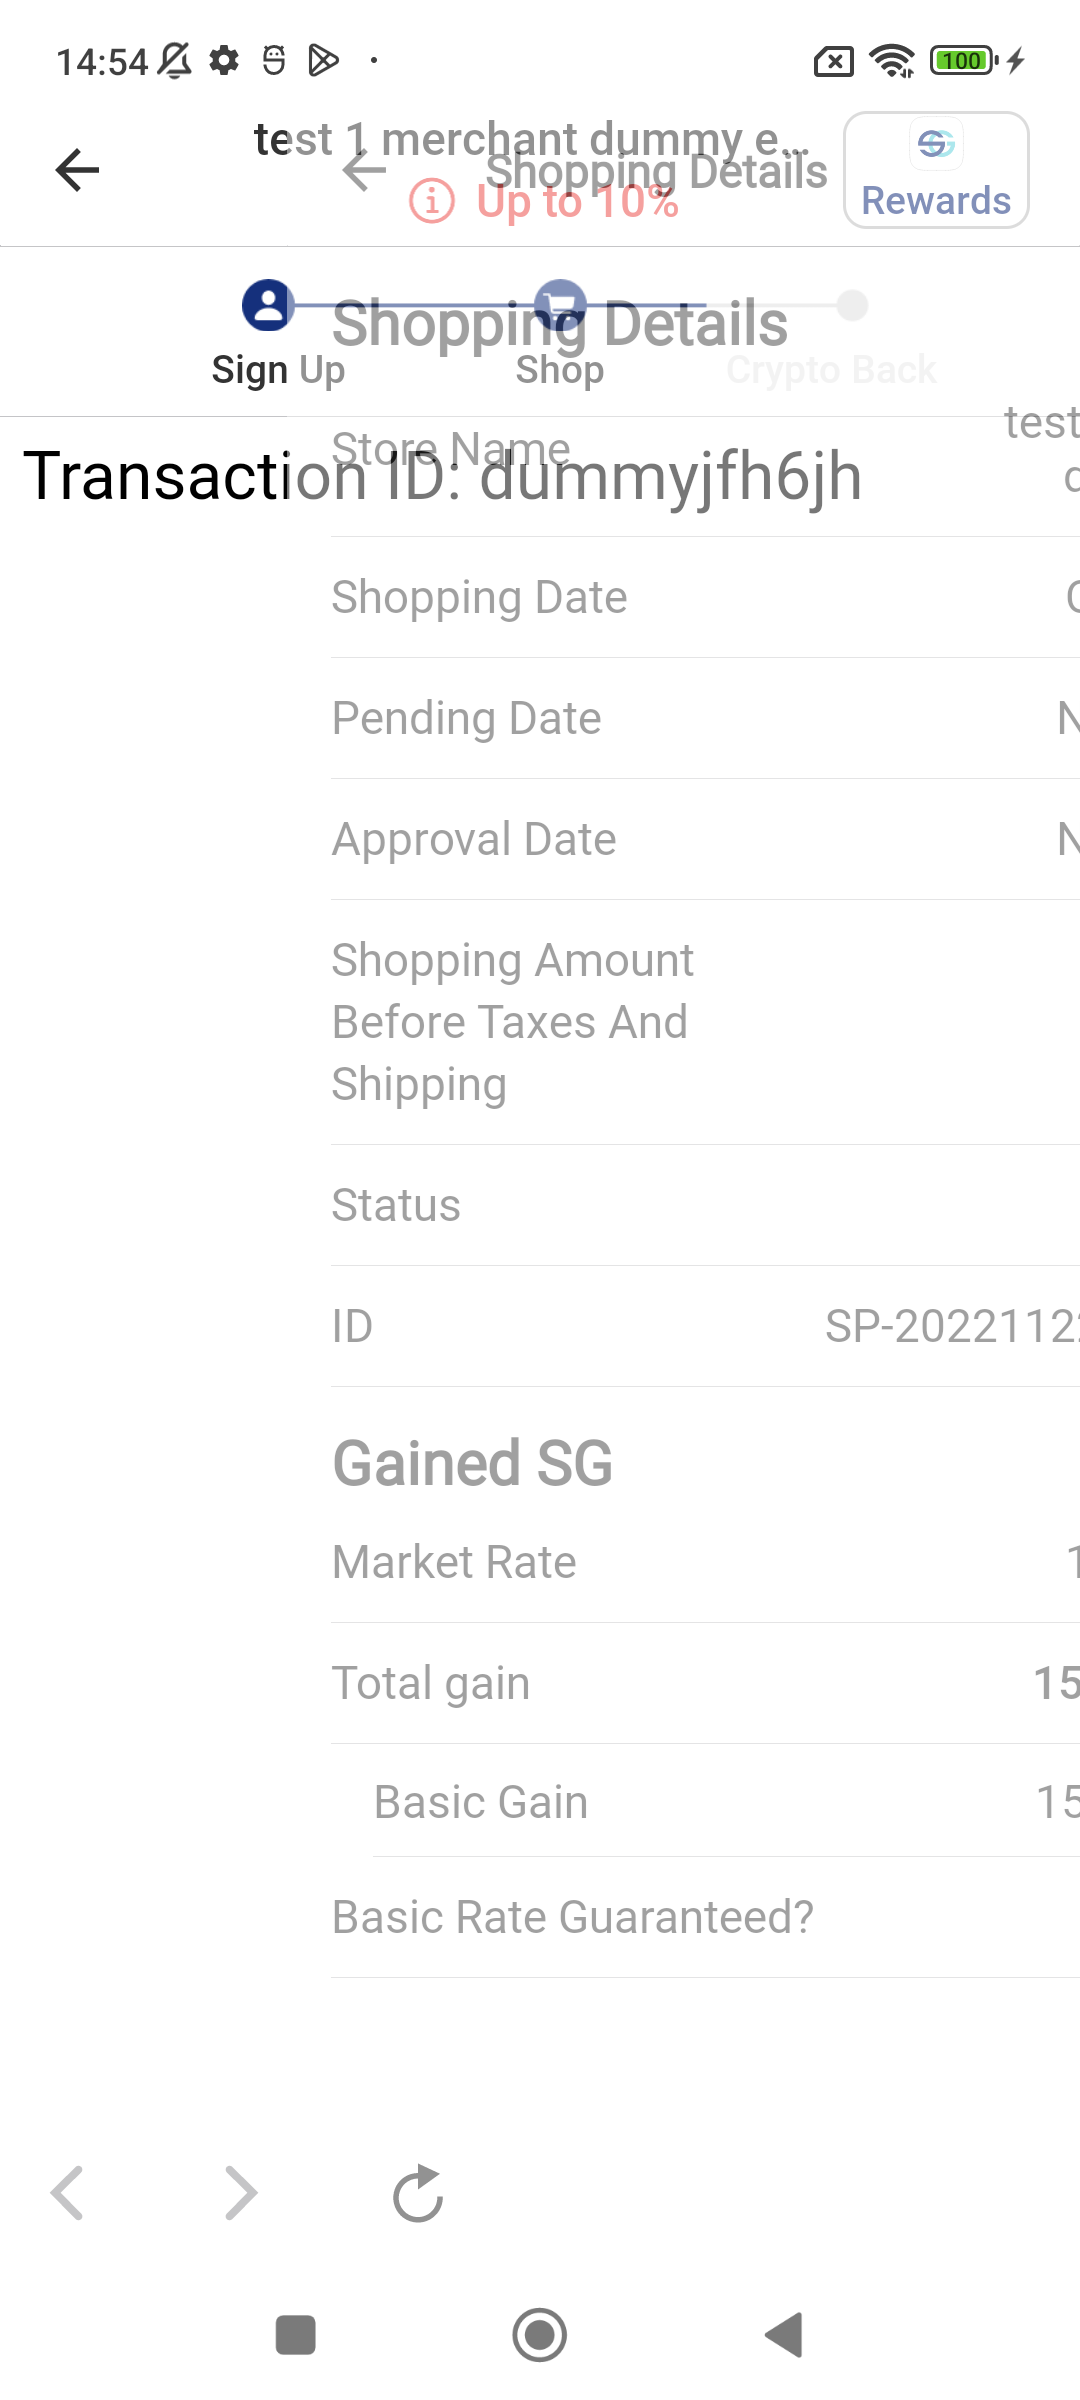 14:54
100
test 1 merchant dummy e...
Shopping Details
Up to 10%
Rewards
Shopping Details
Sign Up
Shop
Crypto Back
Store Name
test
Transaction ID: dummyjfh6jh
Shopping Date
Pending Date
N
Approval Date
N
Shopping Amount
Before Taxes And
Shipping
Status
ID
SP-2022112
Gained SG
Market Rate
1
Total gain
15
Basic Gain
15
Basic Rate Guaranteed?